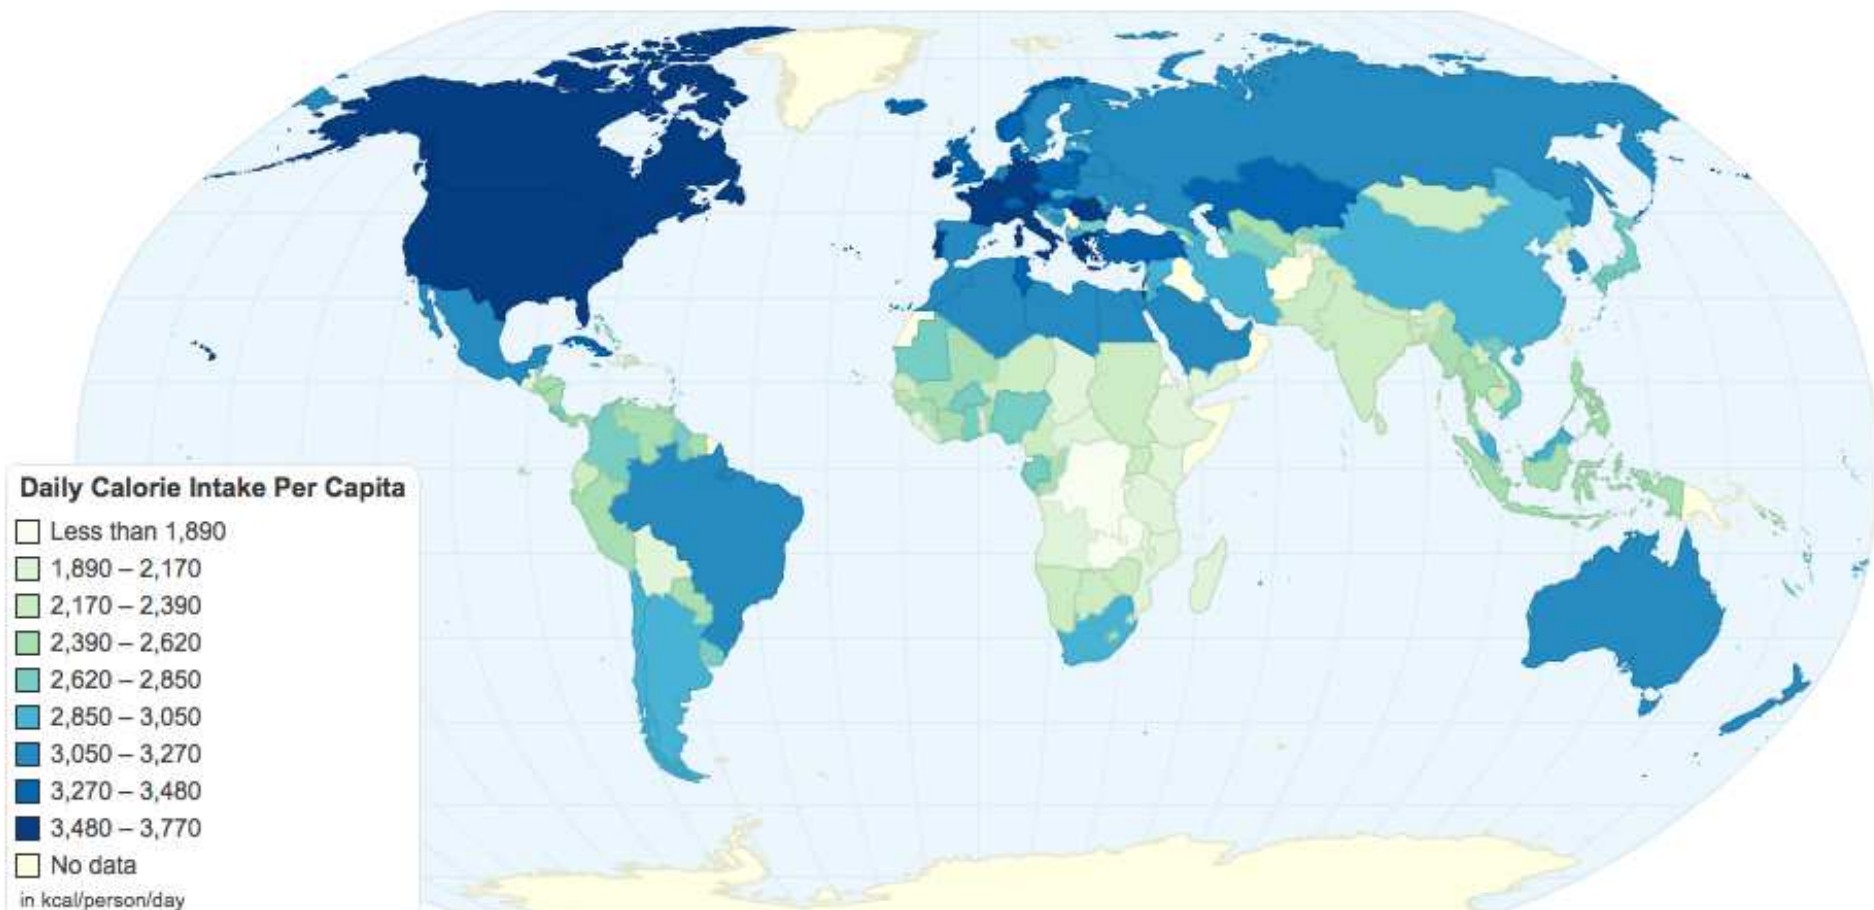 Daily Calorie Intake Per Capita
Less than 1,890
1,890 – 2,170
2,170 – 2,390
2,390 – 2,620
2,620 – 2,850
2,850 – 3,050
3,050 – 3,270
3,270 – 3,480
3,480 – 3,770
No data
in kcal/person/day